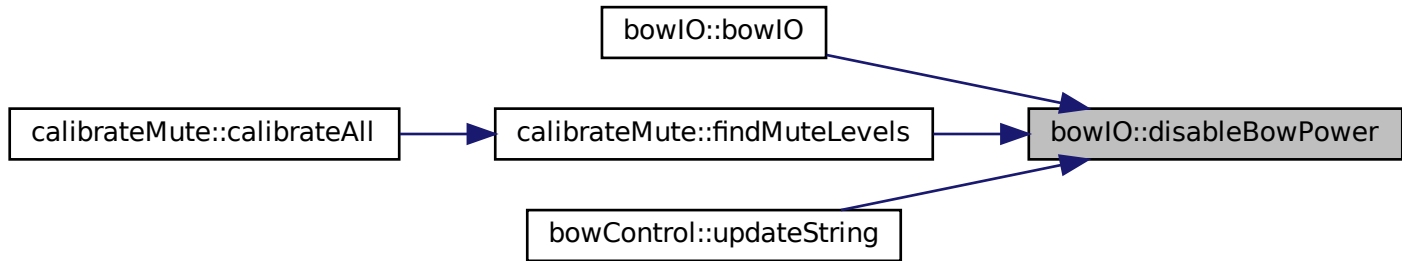 bowIO::bowIO
calibrateMute::calibrateAll
calibrateMute::findMuteLevels
bowIO::disableBowPower
bowControl::updateString